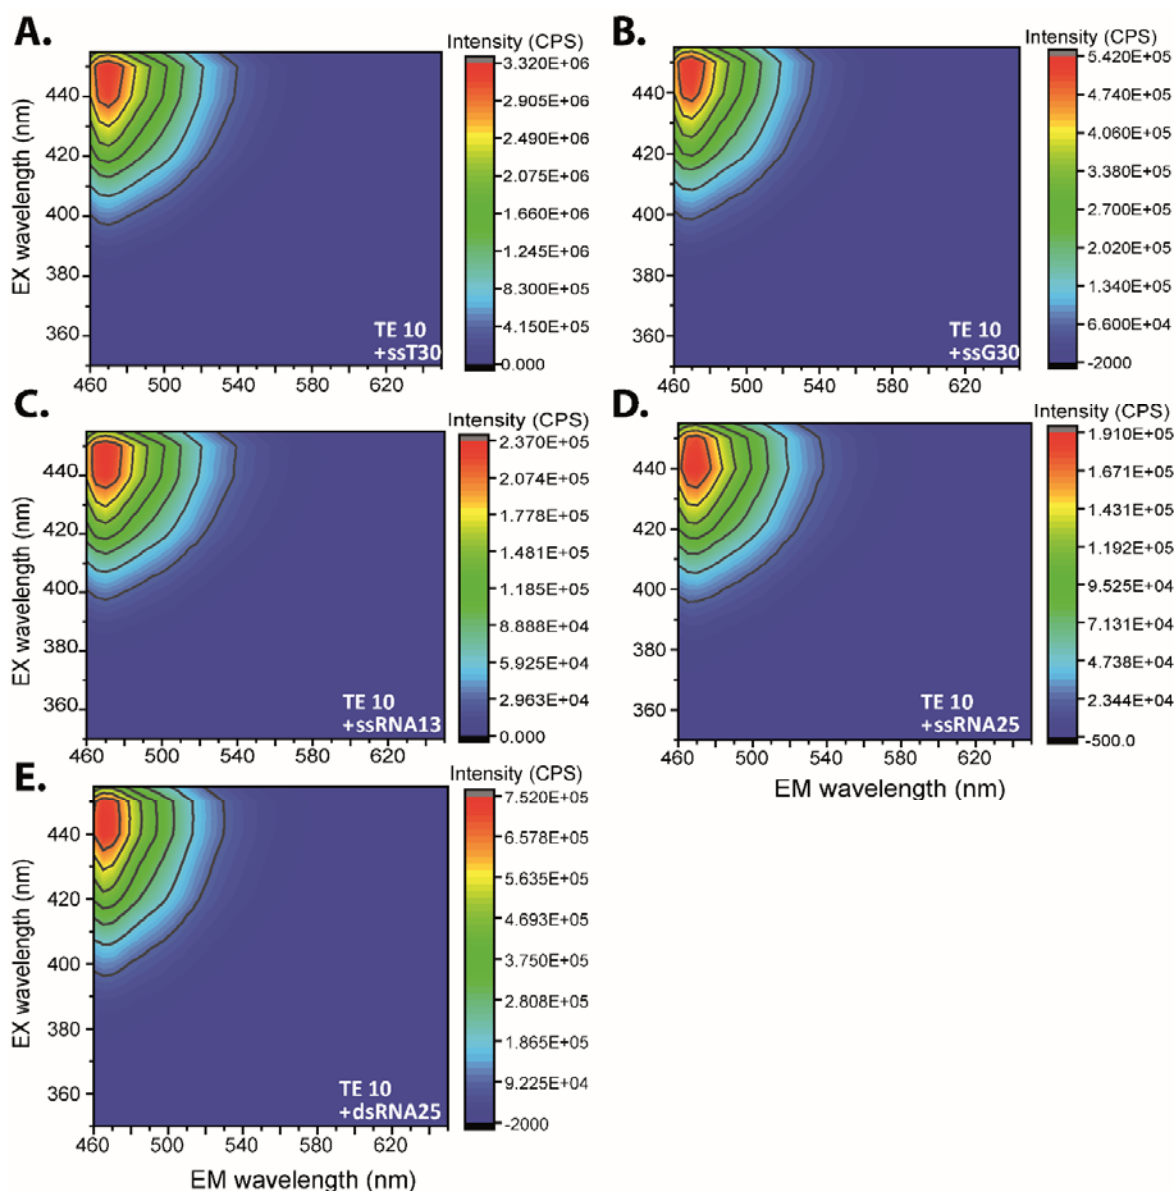 A.
Intensity (CPS)
3.320E+06
2.905E+06
2.490E+06
2.075E+06
1.660E+06
1.245E+06
8.300E+05
4.150E+05
0.000
EX wavelength (nm)
440
420
400
380
360
TE 10
+ssT30
460 500 540 580 620
B.
Intensity (CPS)
5.420E+05
4.740E+05
4.060E+05
3.380E+05
2.700E+05
2.020E+05
1.340E+05
6.600E+04
-2000
440
420
400
380
360
TE 10
+ssG30
460 500 540 580 620
C.
Intensity (CPS)
2.370E+05
2.074E+05
1.778E+05
1.481E+05
1.185E+05
8.888E+04
5.925E+04
2.963E+04
0.000
EX wavelength (nm)
440
420
400
380
360
TE 10
+ssRNA13
460 500 540 580 620
D.
Intensity (CPS)
1.910E+05
1.671E+05
1.431E+05
1.192E+05
9.525E+04
7.131E+04
4.738E+04
2.344E+04
-500.0
440
420
400
380
360
TE 10
+ssRNA25
460 500 540 580 620
EM wavelength (nm)
E.
Intensity (CPS)
7.520E+05
6.578E+05
5.635E+05
4.693E+05
3.750E+05
2.808E+05
1.865E+05
9.225E+04
-2000
EX wavelength (nm)
440
420
400
380
360
TE 10
+dsRNA25
460 500 540 580 620
EM wavelength (nm)